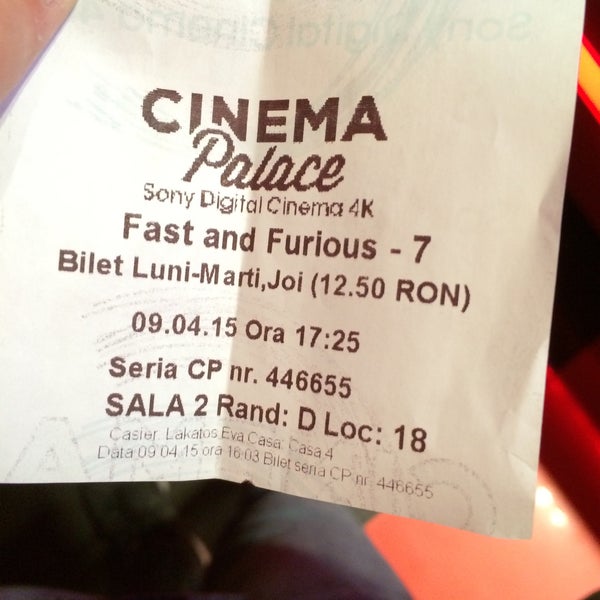 CINEMA
Palace
Sony Digital Cinema 4K
Fast and Furious - 7
Bilet Luni-Marti,Joi (12.50 RON)
09.04.15 Ora 17:25
Seria CP nr. 446655
SALA 2 Rand: D Loc: 18
Casier: Lakatos Eva Casa: Casa 4
Data 09.04.15 ora 16:03 Bilet seria CP nr. 446655